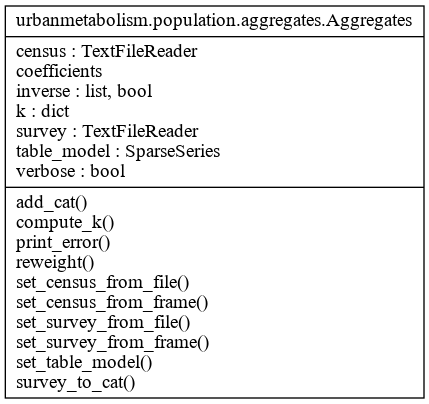 urbanmetabolism.population.aggregates.Aggregates
census : TextFileReader
coefficients
inverse : list, bool
k : dict
survey : TextFileReader
table_model : SparseSeries
verbose : bool
add_cat()
compute_k()
print_error()
reweight()
set_census_from_file()
set_census_from_frame()
set_survey_from_file()
set_survey_from_frame()
set_table_model()
survey_to_cat()